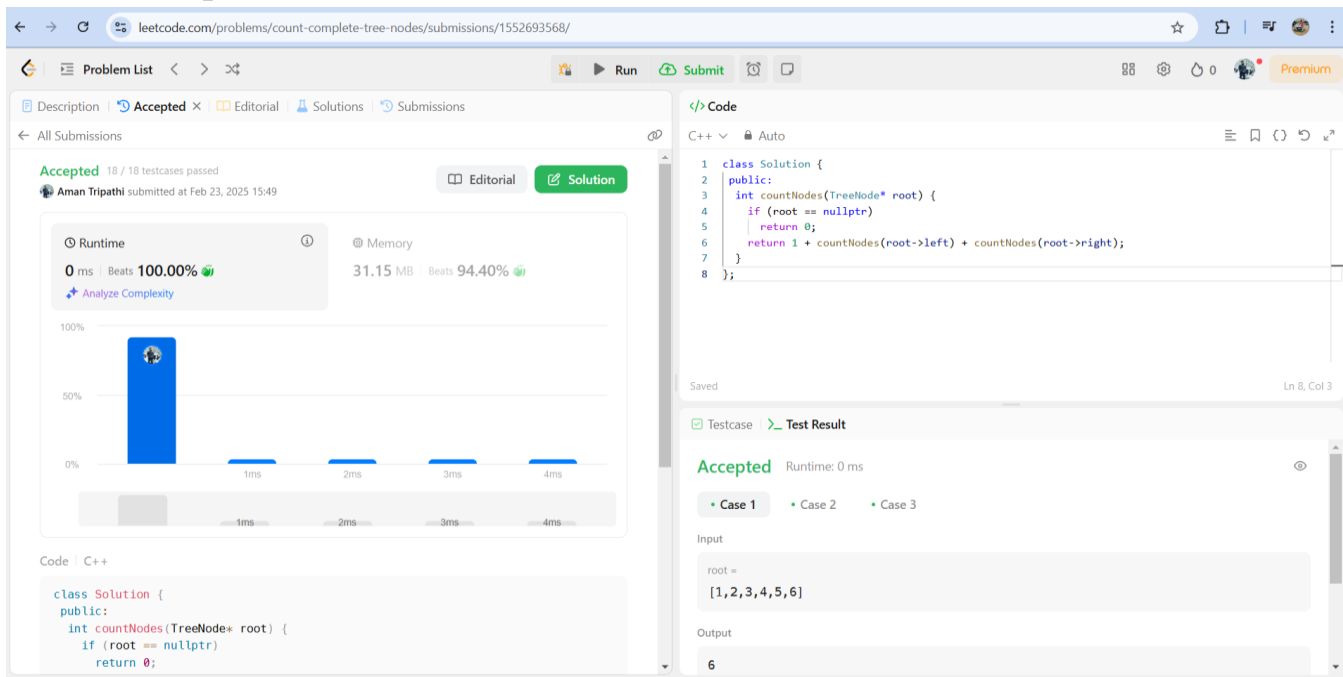 leetcode.com/problems/count-complete-tree-nodes/submissions/1552693568/
Problem List
Run
Submit
0
Premium
Description
Accepted
Editorial
Solutions
Submissions
All Submissions
Accepted 18 / 18 testcases passed
Aman Tripathi submitted at Feb 23, 2025 15:49
Editorial
Solution
Runtime
0 ms Beats 100.00%
Analyze Complexity
Memory
31.15 MB Beats 94.40%
100%
50%
0%
1ms 2ms 3ms 4ms
1ms 2ms 3ms 4ms
Code C++
class Solution {
public:
int countNodes(TreeNode* root) {
if (root == nullptr)
return 0;
</> Code
C++ Auto
1 class Solution {
2 public:
3 int countNodes(TreeNode* root) {
4 if (root == nullptr)
5 return 0;
6 return 1 + countNodes(root->left) + countNodes(root->right);
7 }
8 };
Saved Ln 8, Col 3
Testcase
>_ Test Result
Accepted Runtime: 0 ms
• Case 1 • Case 2 • Case 3
Input
root =
[1,2,3,4,5,6]
Output
6